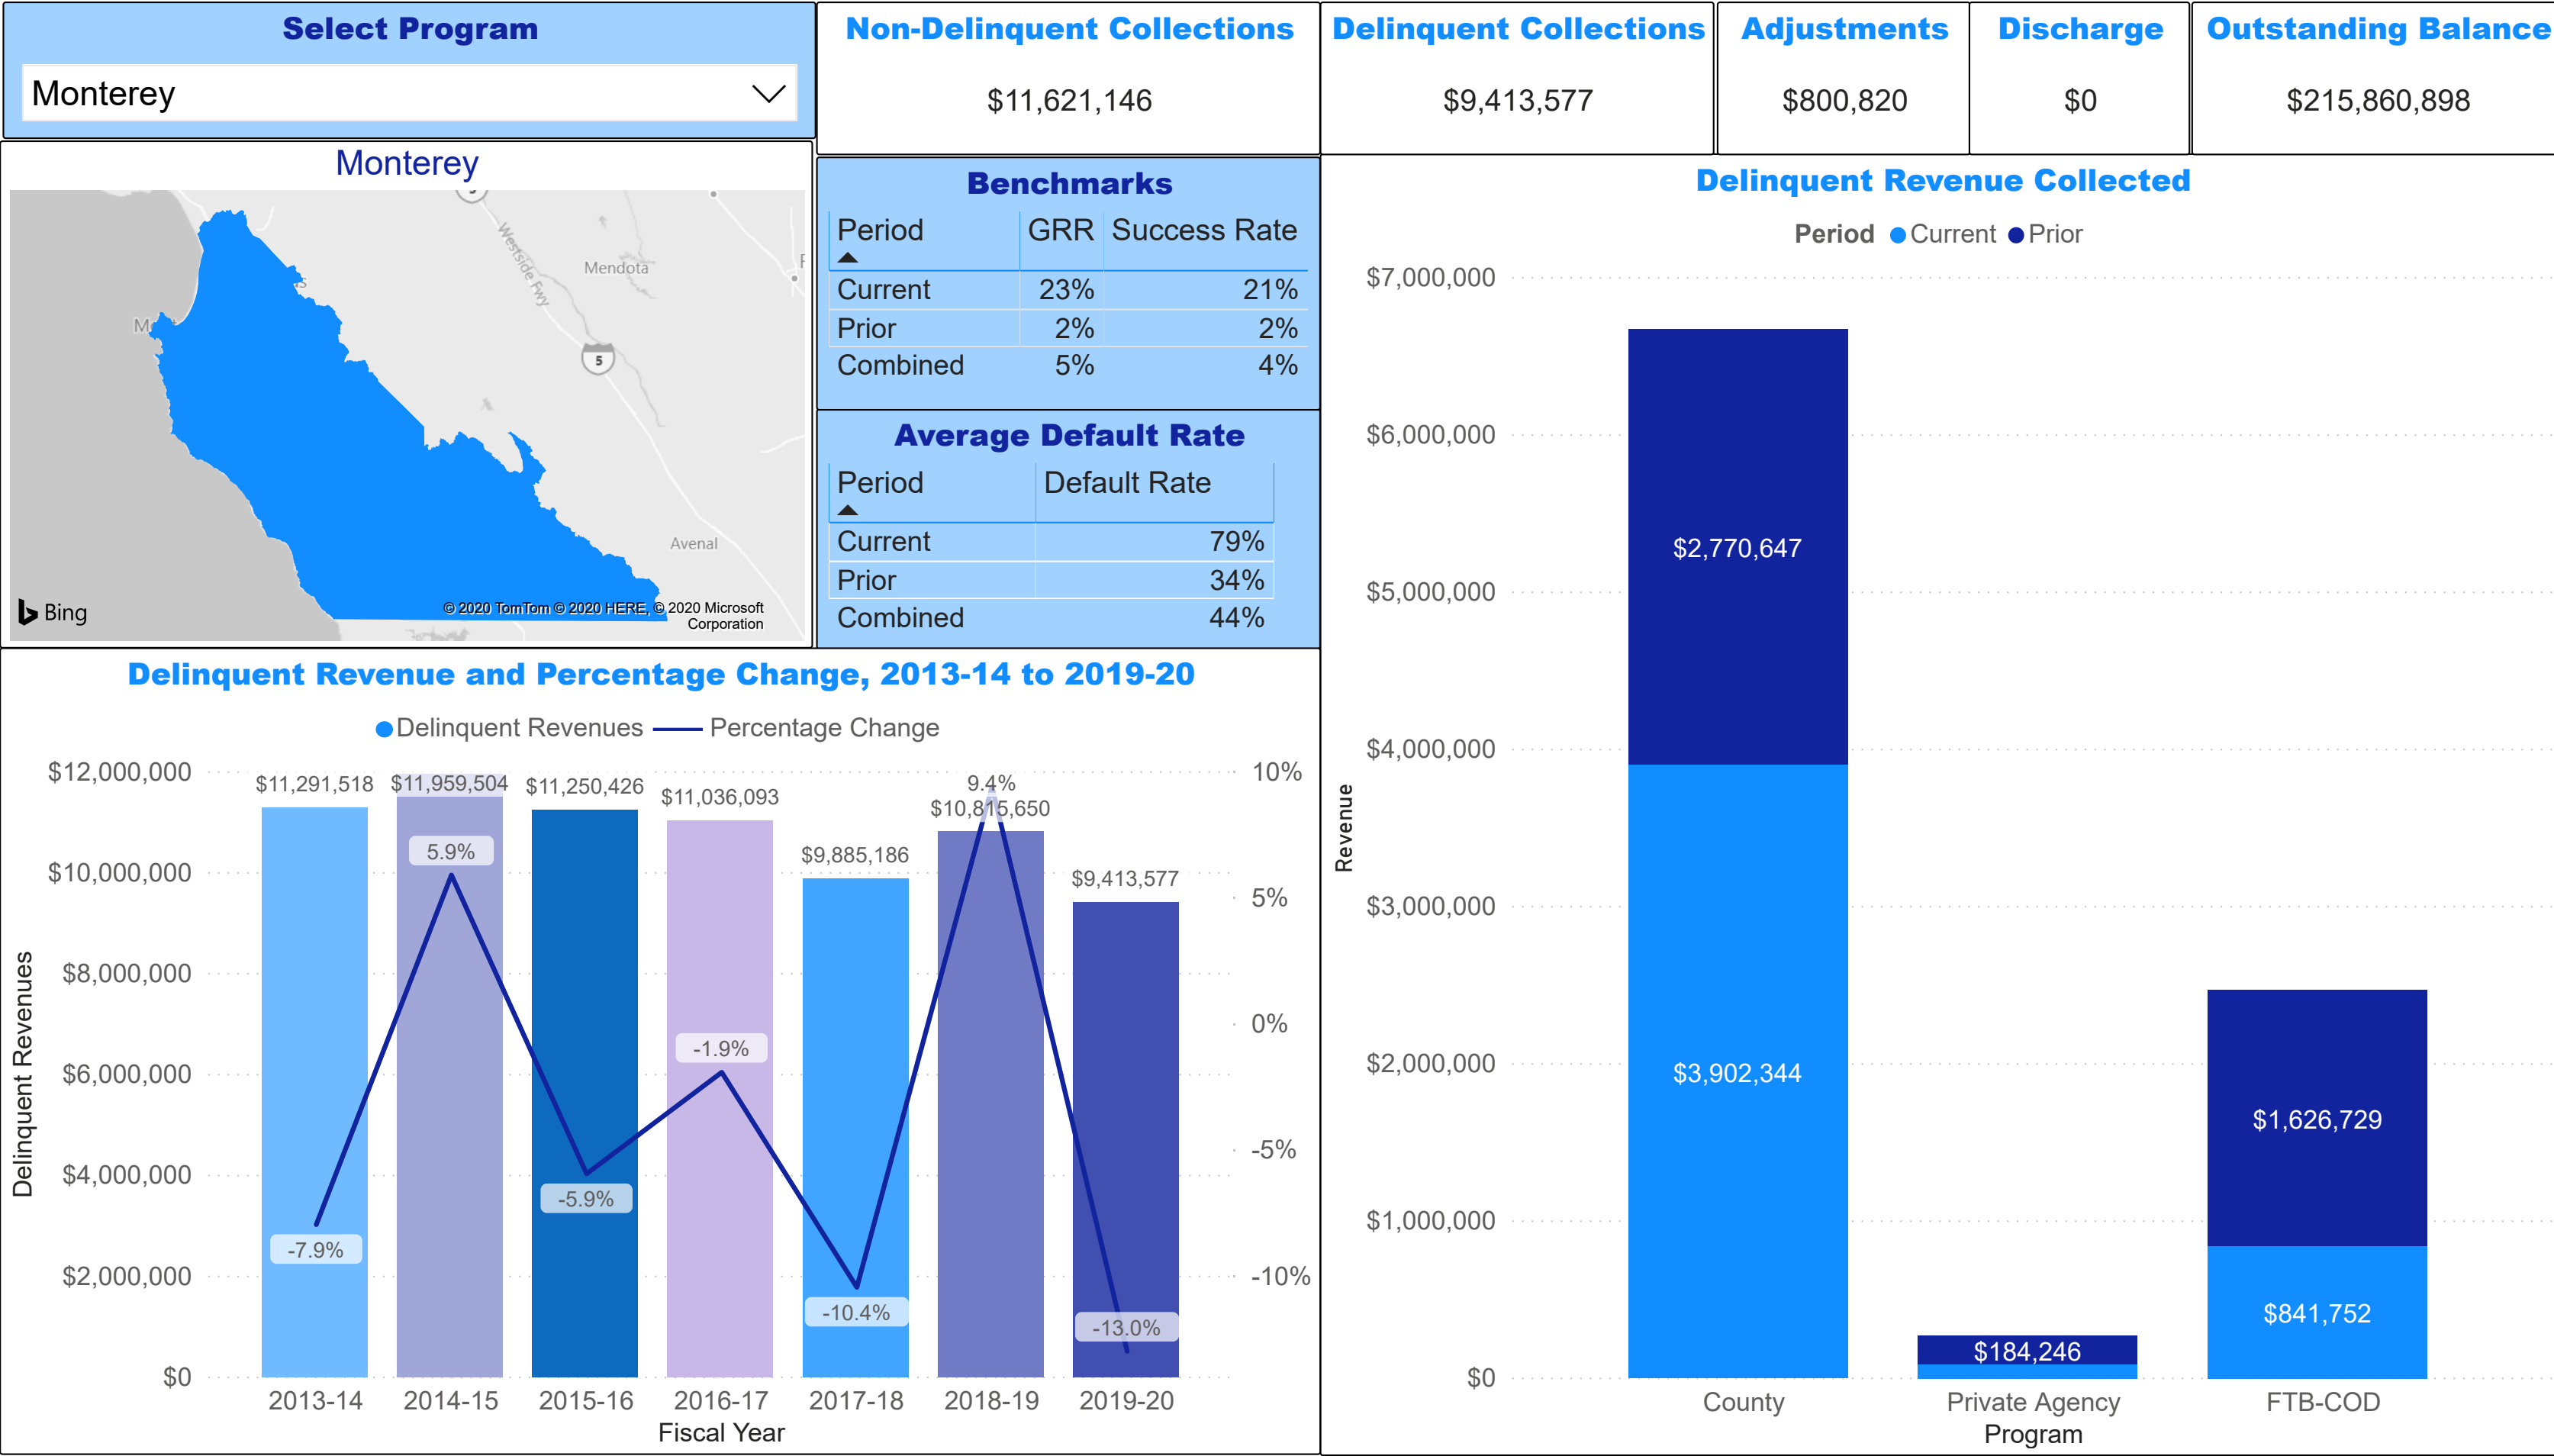 Select Program
Monterey
Non-Delinquent Collections
$11,621,146
Delinquent Collections
$9,413,577
Adjustments
$800,820
Discharge
$0
Outstanding Balance
$215,860,898
Monterey
Westside Fwy
Mendota
5
Avenal
Bing
© 2020 TomTom © 2020 HERE, © 2020 Microsoft
Corporation
Benchmarks
Period GRR Success Rate
Current 23% 21%
Prior 2% 2%
Combined 5% 4%
Average Default Rate
Period Default Rate
Current 79%
Prior 34%
Combined 44%
Delinquent Revenue and Percentage Change, 2013-14 to 2019-20
Delinquent Revenues Percentage Change
Delinquent Revenues
$12,000,000
$10,000,000
$8,000,000
$6,000,000
$4,000,000
$2,000,000
$0
$11,291,518
$11,959,504
$11,250,426
$11,036,093
$9,885,186
$10,815,650
$9,413,577
-7.9%
5.9%
-5.9%
-1.9%
-10.4%
9.4%
-13.0%
10%
5%
0%
-5%
-10%
2013-14 2014-15 2015-16 2016-17 2017-18 2018-19 2019-20
Fiscal Year
Delinquent Revenue Collected
Period Current Prior
Revenue
$7,000,000
$6,000,000
$5,000,000
$4,000,000
$3,000,000
$2,000,000
$1,000,000
$0
$2,770,647
$3,902,344
$184,246
$1,626,729
$841,752
County Private Agency FTB-COD
Program